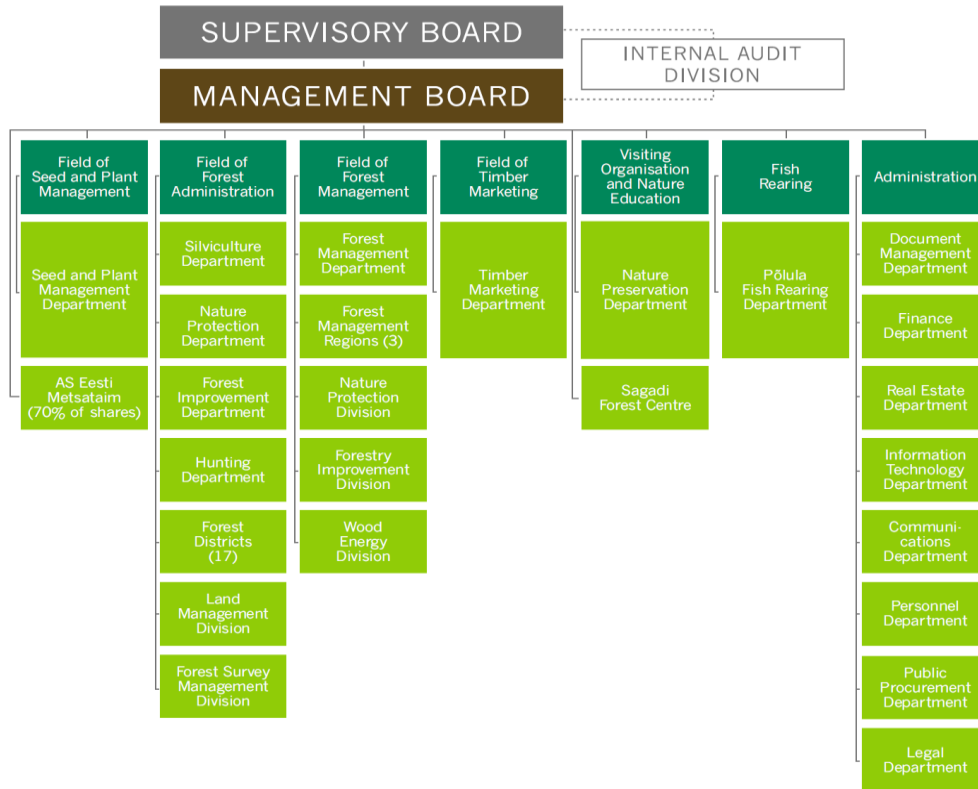 SUPERVISORY BOARD
INTERNAL AUDIT
DIVISION
MANAGEMENT BOARD
Field of
Seed and Plant
Management
Seed and Plant
Management
Department
AS Eesti
Metsataim
(70% of shares)
Field of
Forest
Administration
Silviculture
Department
Nature
Protection
Department
Forest
Improvement
Department
Hunting
Department
Forest
Districts
(17)
Land
Management
Division
Forest Survey
Management
Division
Field of
Forest
Management
Forest
Management
Department
Forest
Management
Regions (3)
Nature
Protection
Division
Forestry
Improvement
Division
Wood
Energy
Division
Field of
Timber
Marketing
Timber
Marketing
Department
Visiting
Organisation
and Nature
Education
Nature
Preservation
Department
Sagadi
Forest Centre
Fish
Rearing
Põlula
Fish Rearing
Department
Administration
Document
Management
Department
Finance
Department
Real Estate
Department
Information
Technology
Department
Communi-
cations
Department
Personnel
Department
Public
Procurement
Department
Legal
Department